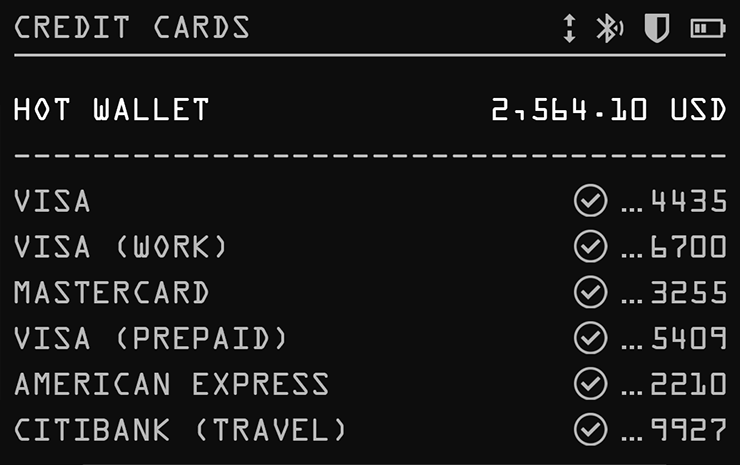 CREDIT CARDS
HOT WALLET 2,564.10 USD
VISA ...4435
VISA (WORK) ...6700
MASTERCARD ...3255
VISA (PREPAID) ...5409
AMERICAN EXPRESS ...2210
CITIBANK (TRAVEL) ...9927